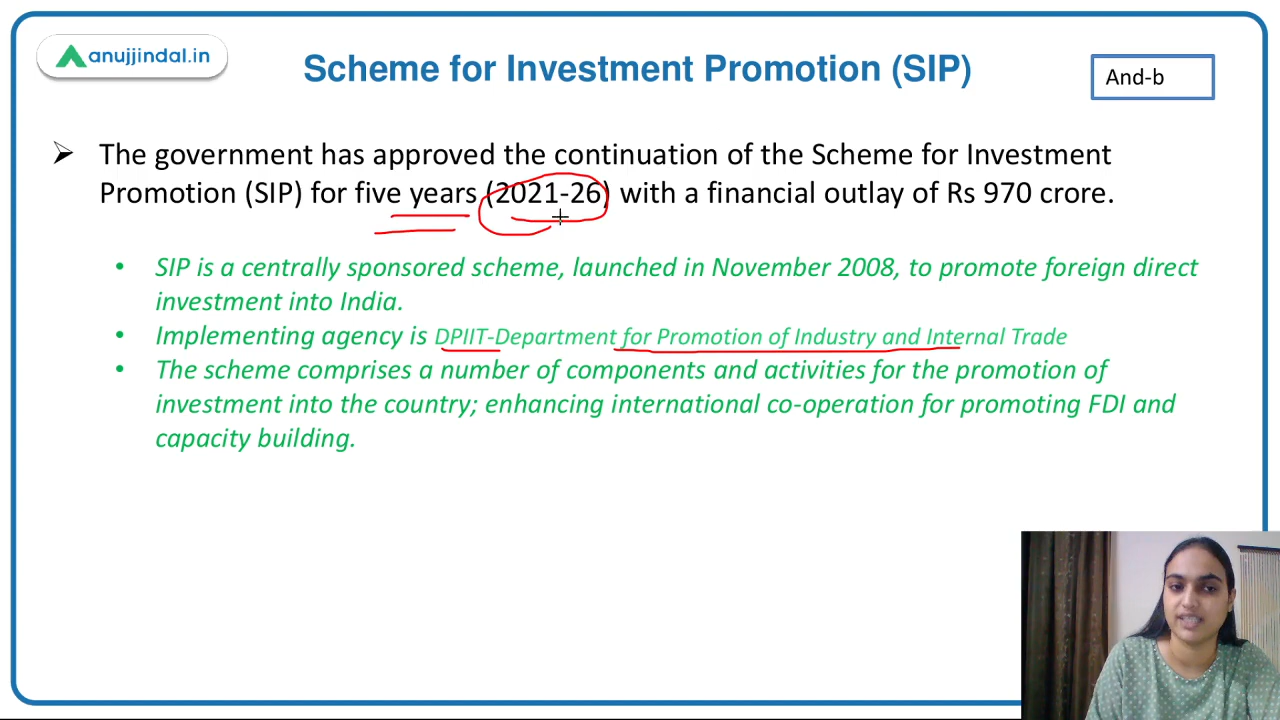 anujjindal.in
Scheme for Investment Promotion (SIP)
And-b
The government has approved the continuation of the Scheme for Investment
Promotion (SIP) for five years (2021-26) with a financial outlay of Rs 970 crore.
SIP is a centrally sponsored scheme, launched in November 2008, to promote foreign direct
investment into India.
Implementing agency is DPIIT-Department for Promotion of Industry and Internal Trade
The scheme comprises a number of components and activities for the promotion of
investment into the country; enhancing international co-operation for promoting FDI and
capacity building.